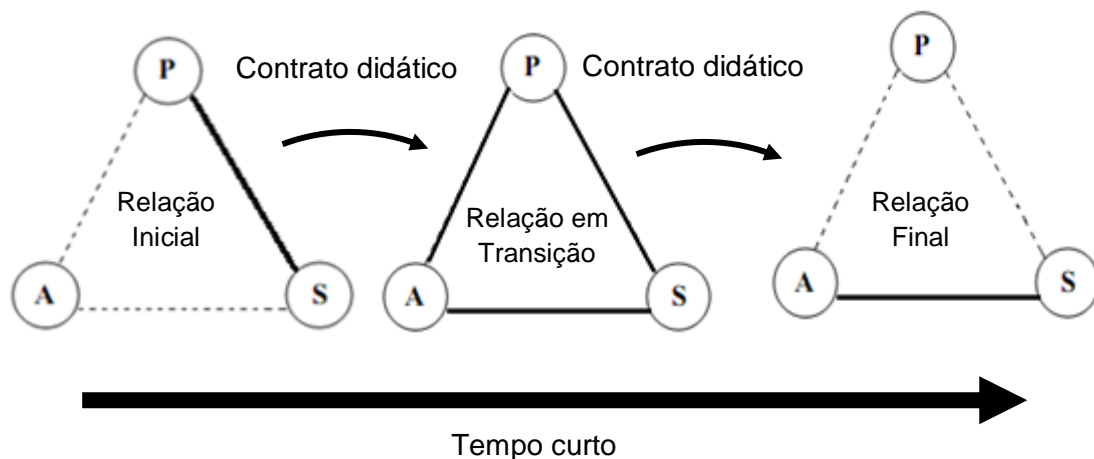 P
Contrato didático
P
Contrato didático
P
Relação
Inicial
Relação em
Transição
Relação
Final
A
S
A
S
A
S
Tempo curto